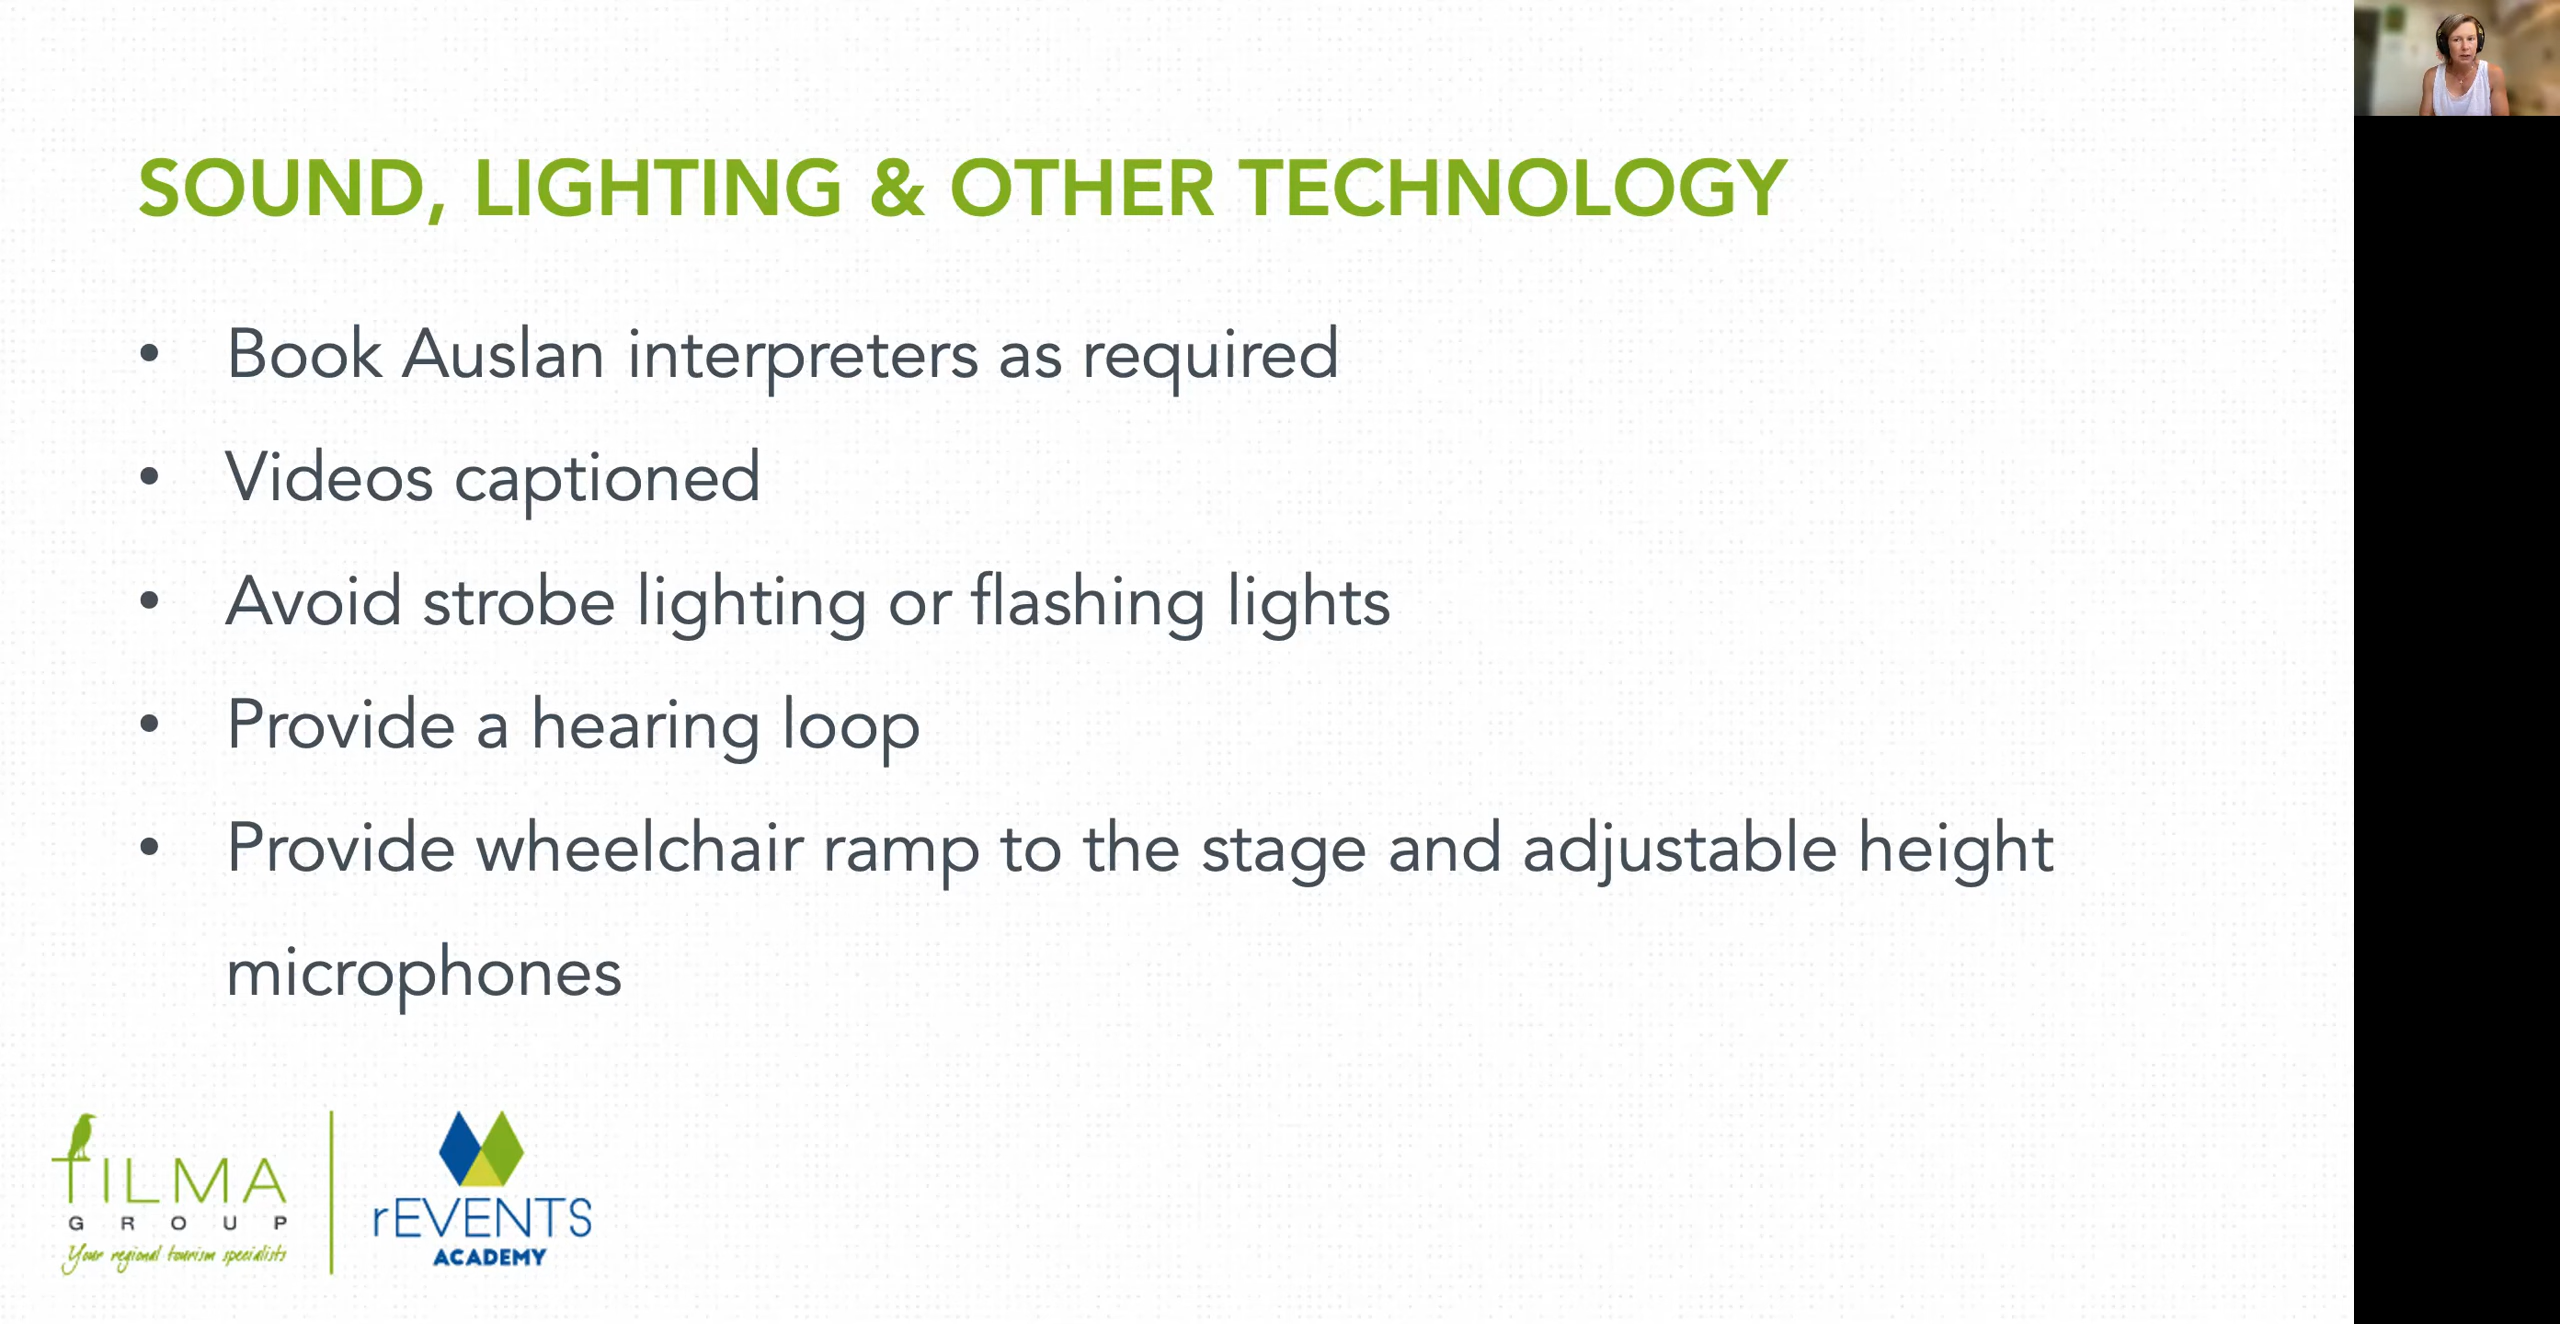 SOUND, LIGHTING & OTHER TECHNOLOGY
• Book Auslan interpreters as required
• Videos captioned
• Avoid strobe lighting or flashing lights
• Provide a hearing loop
• Provide wheelchair ramp to the stage and adjustable height
microphones
TILMA
GROUP
Your regional tourism specialists
rEVENTS
ACADEMY